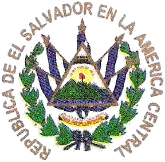 REPUBLICA DE EL SALVADOR EN LA AMERICA CENTRAL